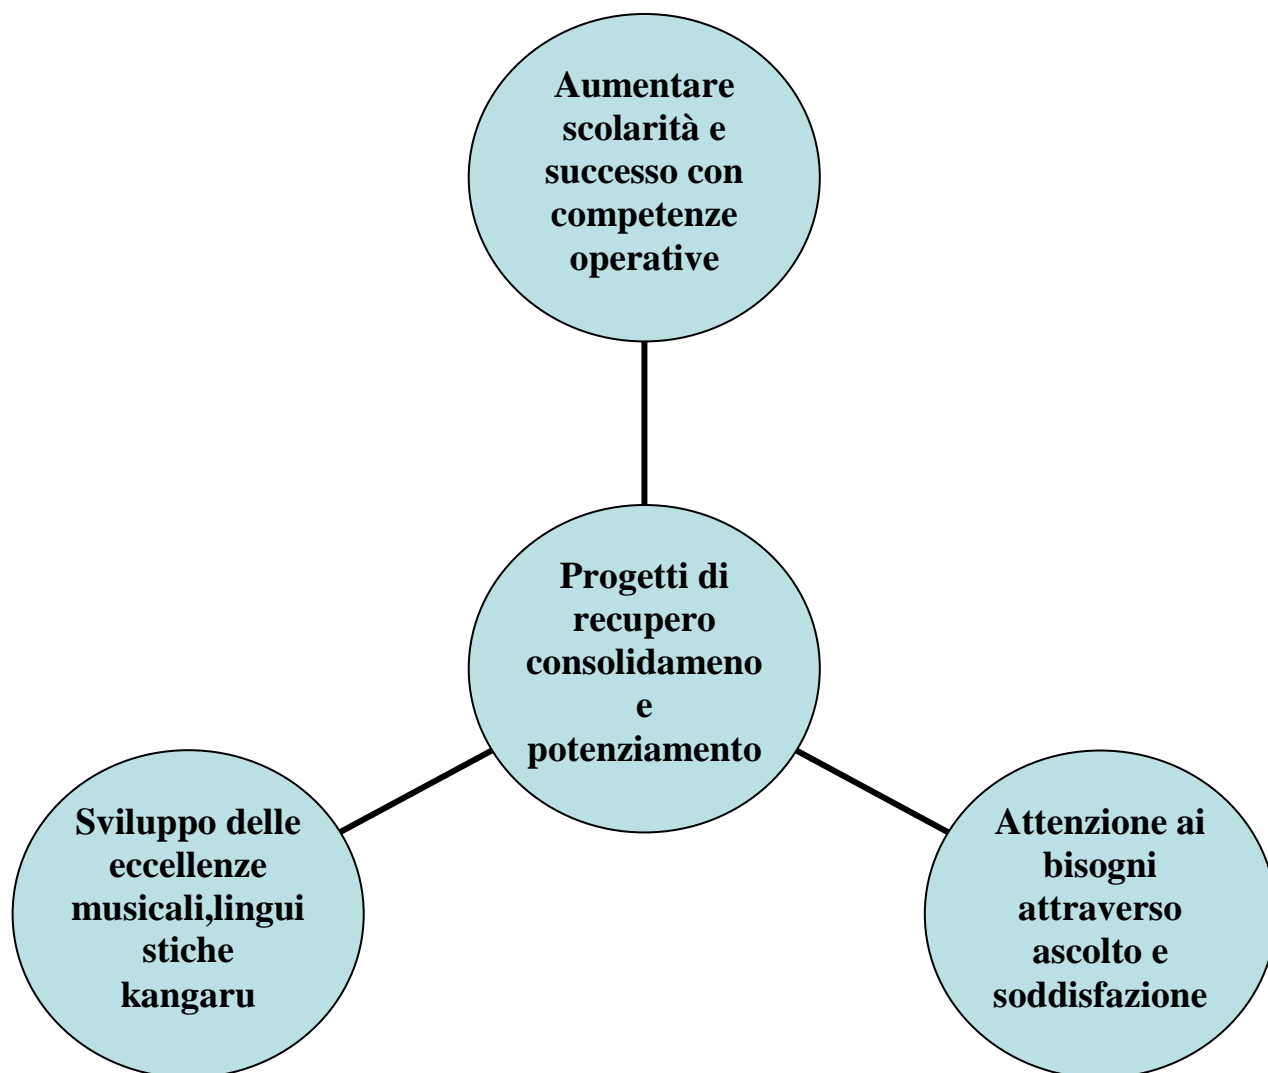 Aumentare
scolarità e
successo con
competenze
operative
Progetti di
recupero
consolidameno
e
potenziamento
Sviluppo delle
eccellenze
musicali,lingui
stiche
kangaru
Attenzione ai
bisogni
attraverso
ascolto e
soddisfazione